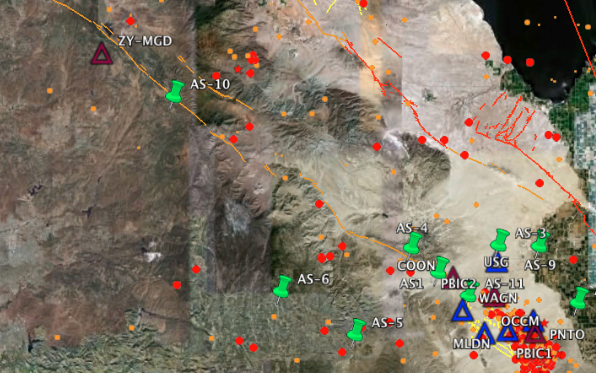 ZY-MGD
AS-10
AS-4
AS-3
COON
USG
AS-9
AS1
PBIC2
AS-11
AS-6
WAGN
AS-5
OCCM
MLDN
PNTO
PBIC1